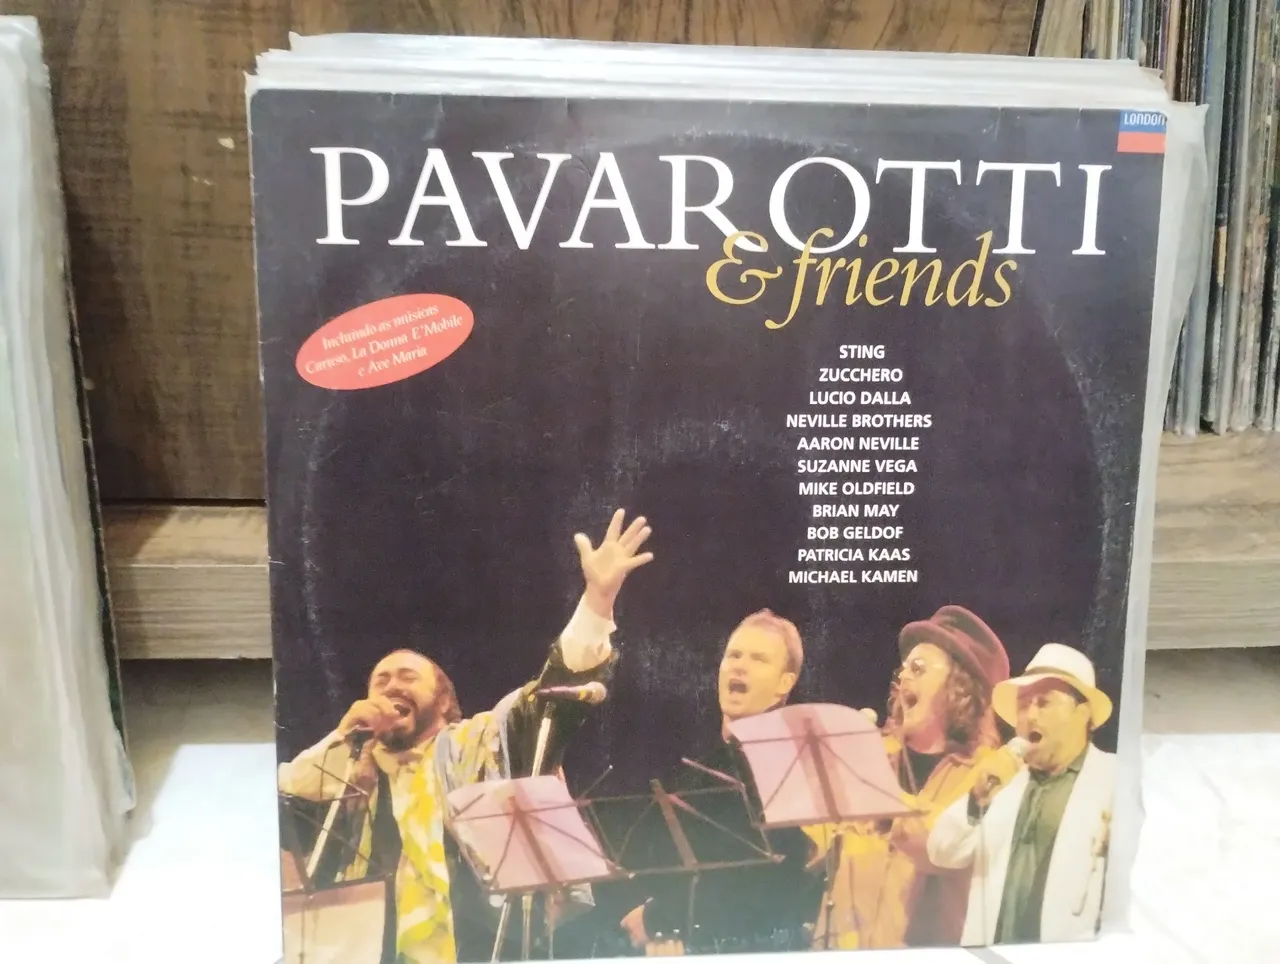 LONDON
PAVAROTTI
& friends
Incluindo as músicas
Caruso, La Donna E'Mobile
e Ave Maria
STING
ZUCCHERO
LUCIO DALLA
NEVILLE BROTHERS
AARON NEVILLE
SUZANNE VEGA
MIKE OLDFIELD
BRIAN MAY
BOB GELDOF
PATRICIA KAAS
MICHAEL KAMEN